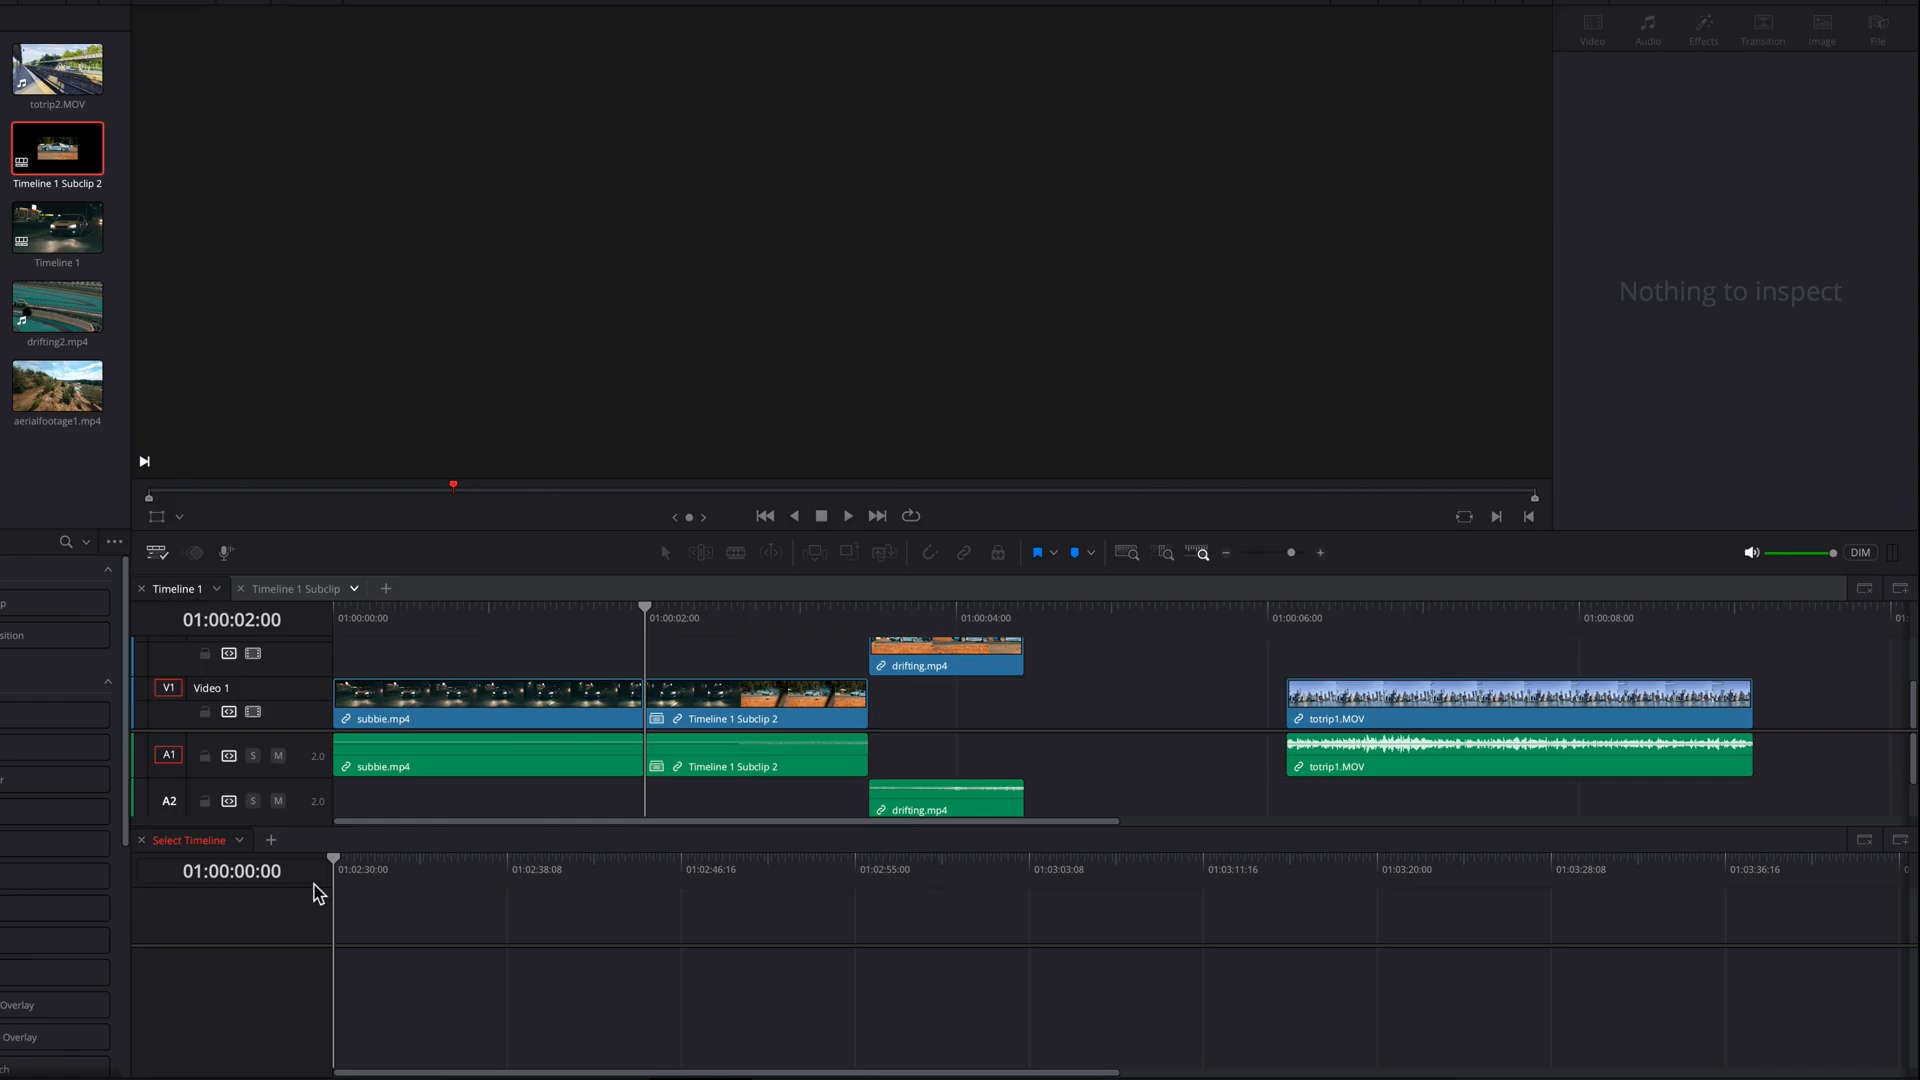 Video
Audio
Effects
Transition
Image
File
totrip2.MOV
Timeline 1 Subclip 2
Timeline 1
drifting2.mp4
aerialfootage1.mp4
Nothing to inspect
DIM
Timeline 1
Timeline 1 Subclip
01:00:02:00
01:00:00:00
01:00:02:00
01:00:04:00
01:00:06:00
01:00:08:00
01:
drifting.mp4
V1
Video 1
subbie.mp4
Timeline 1 Subclip 2
totrip1.MOV
A1
S
M
2.0
subbie.mp4
Timeline 1 Subclip 2
totrip1.MOV
A2
S
M
2.0
drifting.mp4
Select Timeline
01:00:00:00
01:02:30:00
01:02:38:08
01:02:46:16
01:02:55:00
01:03:03:08
01:03:11:16
01:03:20:00
01:03:28:08
01:03:36:16
0
p
sition
r
Overlay
Overlay
ch